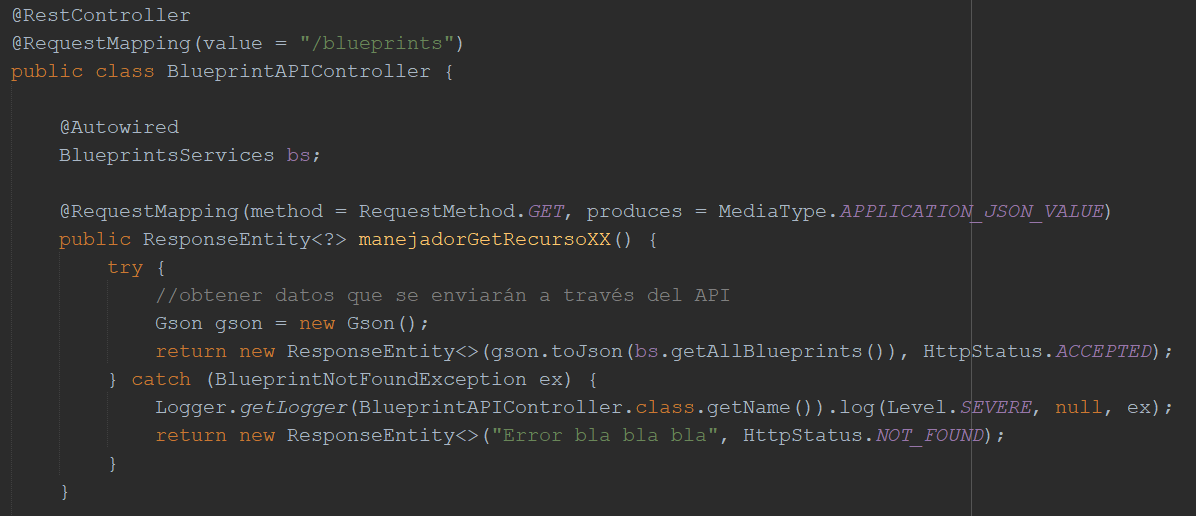 @RestController
@RequestMapping(value = "/blueprints")
public class BlueprintAPIController {
@Autowired
BlueprintsServices bs;
@RequestMapping(method = RequestMethod.GET, produces = MediaType.APPLICATION_JSON_VALUE)
public ResponseEntity<?> manejadorGetRecursoXX() {
try {
//obtener datos que se enviarán a través del API
Gson gson = new Gson();
return new ResponseEntity<>(gson.toJson(bs.getAllBlueprints()), HttpStatus.ACCEPTED);
} catch (BlueprintNotFoundException ex) {
Logger.getLogger(BlueprintAPIController.class.getName()).log(Level.SEVERE, null, ex);
return new ResponseEntity<>("Error bla bla bla", HttpStatus.NOT_FOUND);
}
}